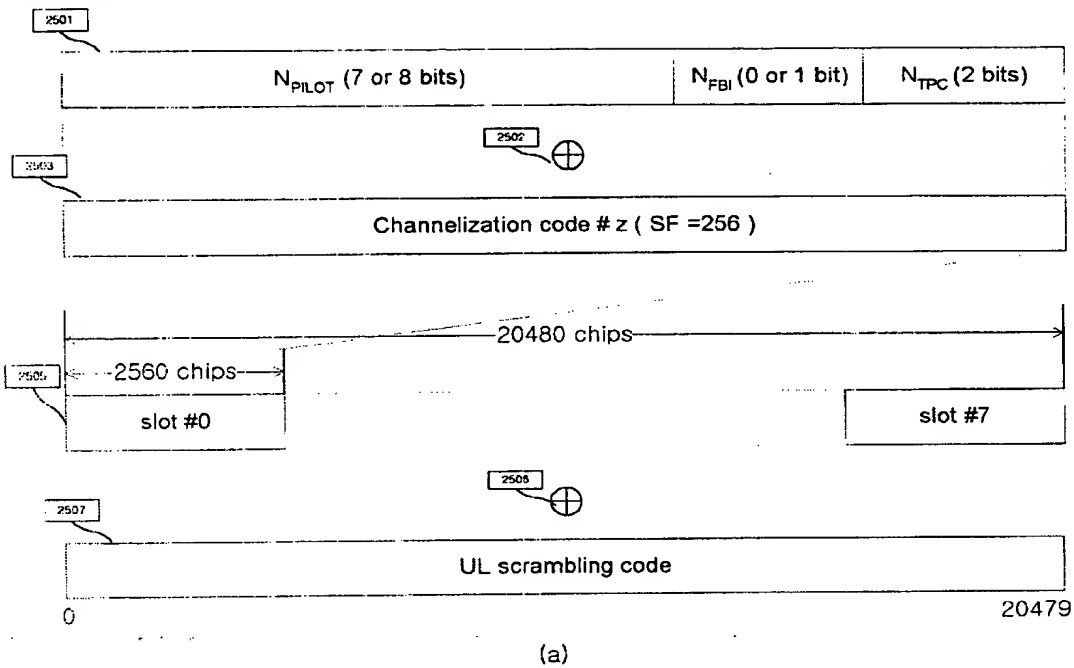 2501
N_PILOT (7 or 8 bits) N_FBI (0 or 1 bit) N_TPC (2 bits)
2502
2503
Channelization code # z ( SF =256 )
20480 chips
2560 chips
2505
slot #0 slot #7
2506
2507
UL scrambling code
0 20479
(a)